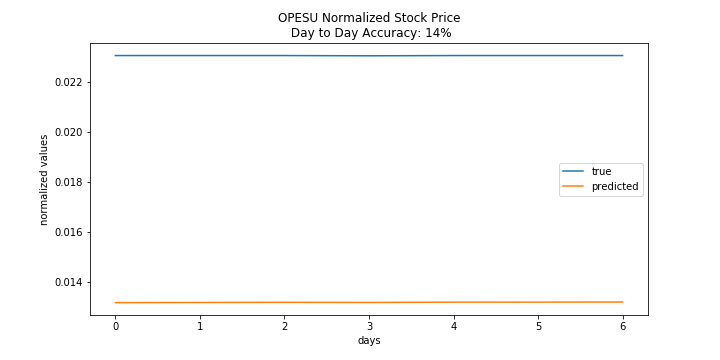 OPESU Normalized Stock Price
Day to Day Accuracy: 14%
normalized values
0.022
0.020
0.018
0.016
0.014
true
predicted
0 1 2 3 4 5 6
days